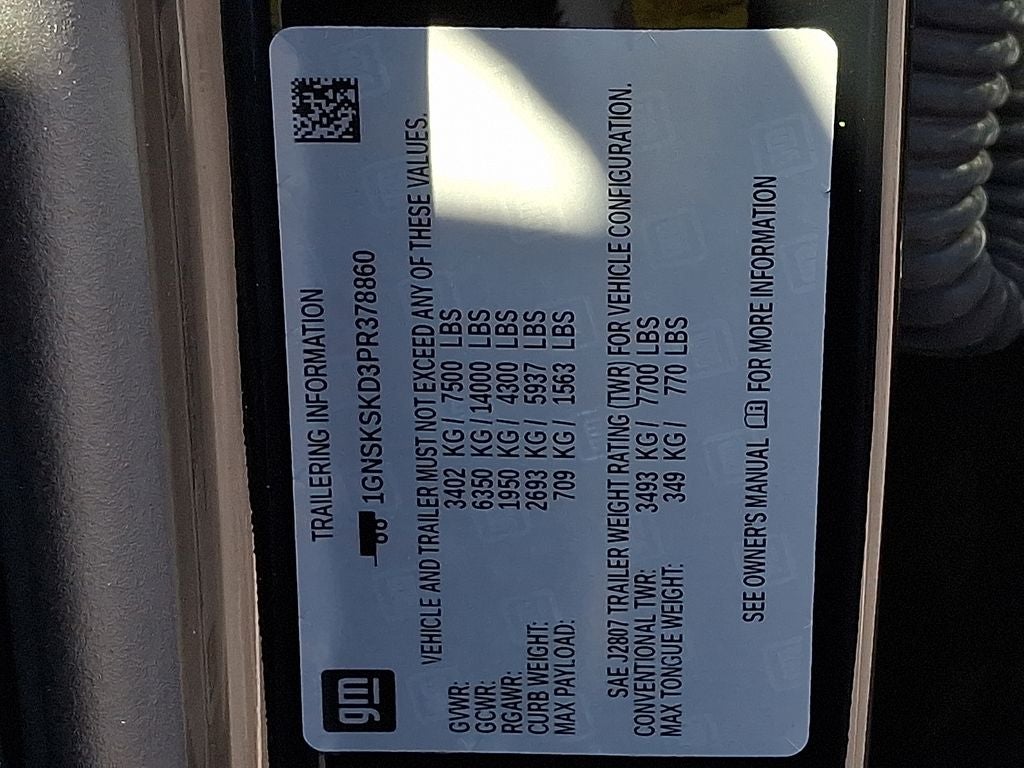 gm
TRAILERING INFORMATION
1GNSKSKD3PR378860
VEHICLE AND TRAILER MUST NOT EXCEED ANY OF THESE VALUES.
GVWR: 3402 KG / 7500 LBS
GCWR: 6350 KG / 14000 LBS
RGAWR: 1950 KG / 4300 LBS
CURB WEIGHT: 2693 KG / 5937 LBS
MAX PAYLOAD: 709 KG / 1563 LBS
SAE J2807 TRAILER WEIGHT RATING (TWR) FOR VEHICLE CONFIGURATION.
CONVENTIONAL TWR: 3493 KG / 7700 LBS
MAX TONGUE WEIGHT: 349 KG / 770 LBS
SEE OWNER'S MANUAL FOR MORE INFORMATION